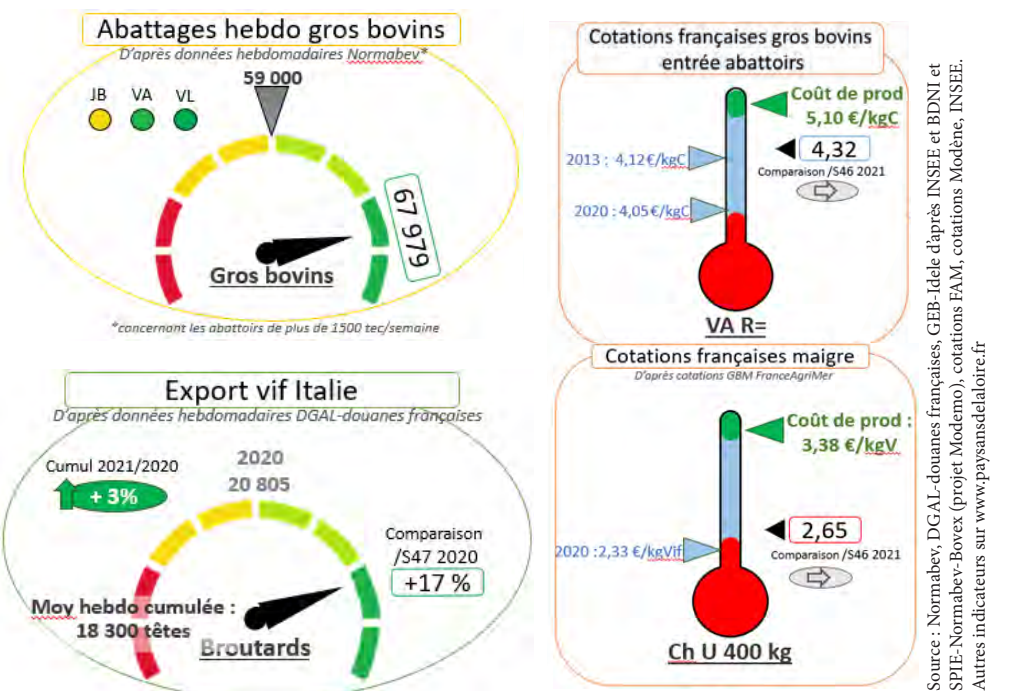 Abattages hebdo gros bovins
D'après données hebdomadaires Normabev*
59 000
JB VA VL
67 979
Gros bovins
*concernant les abattoirs de plus de 1500 tec/semaine
Export vif Italie
D'après données hebdomadaires DGAL-douanes françaises
Cumul 2021/2020
+ 3%
2020
20 805
Comparaison
/S47 2020
+17 %
Moy hebdo cumulée :
18 300 têtes
Broutards
Cotations françaises gros bovins
entrée abattoirs
Coût de prod
5,10 €/kgC
4,32
Comparaison /S46 2021
2013 : 4,12€/kgC
2020 : 4,05€/kgC
VA R=
Cotations françaises maigre
D'après cotations GBM FranceAgriMer
Coût de prod :
3,38 €/kgV
2,65
Comparaison /S46 2021
2020 :2,33 €/kgVif
Ch U 400 kg
Source : Normabev, DGAL-douanes françaises, GEB-Idele d'après INSEE et BDNI et
SPIE-Normabev-Bovex (projet Modemo), cotations FAM, cotations Modène, INSEE.
Autres indicateurs sur www.paysansdelaloire.fr